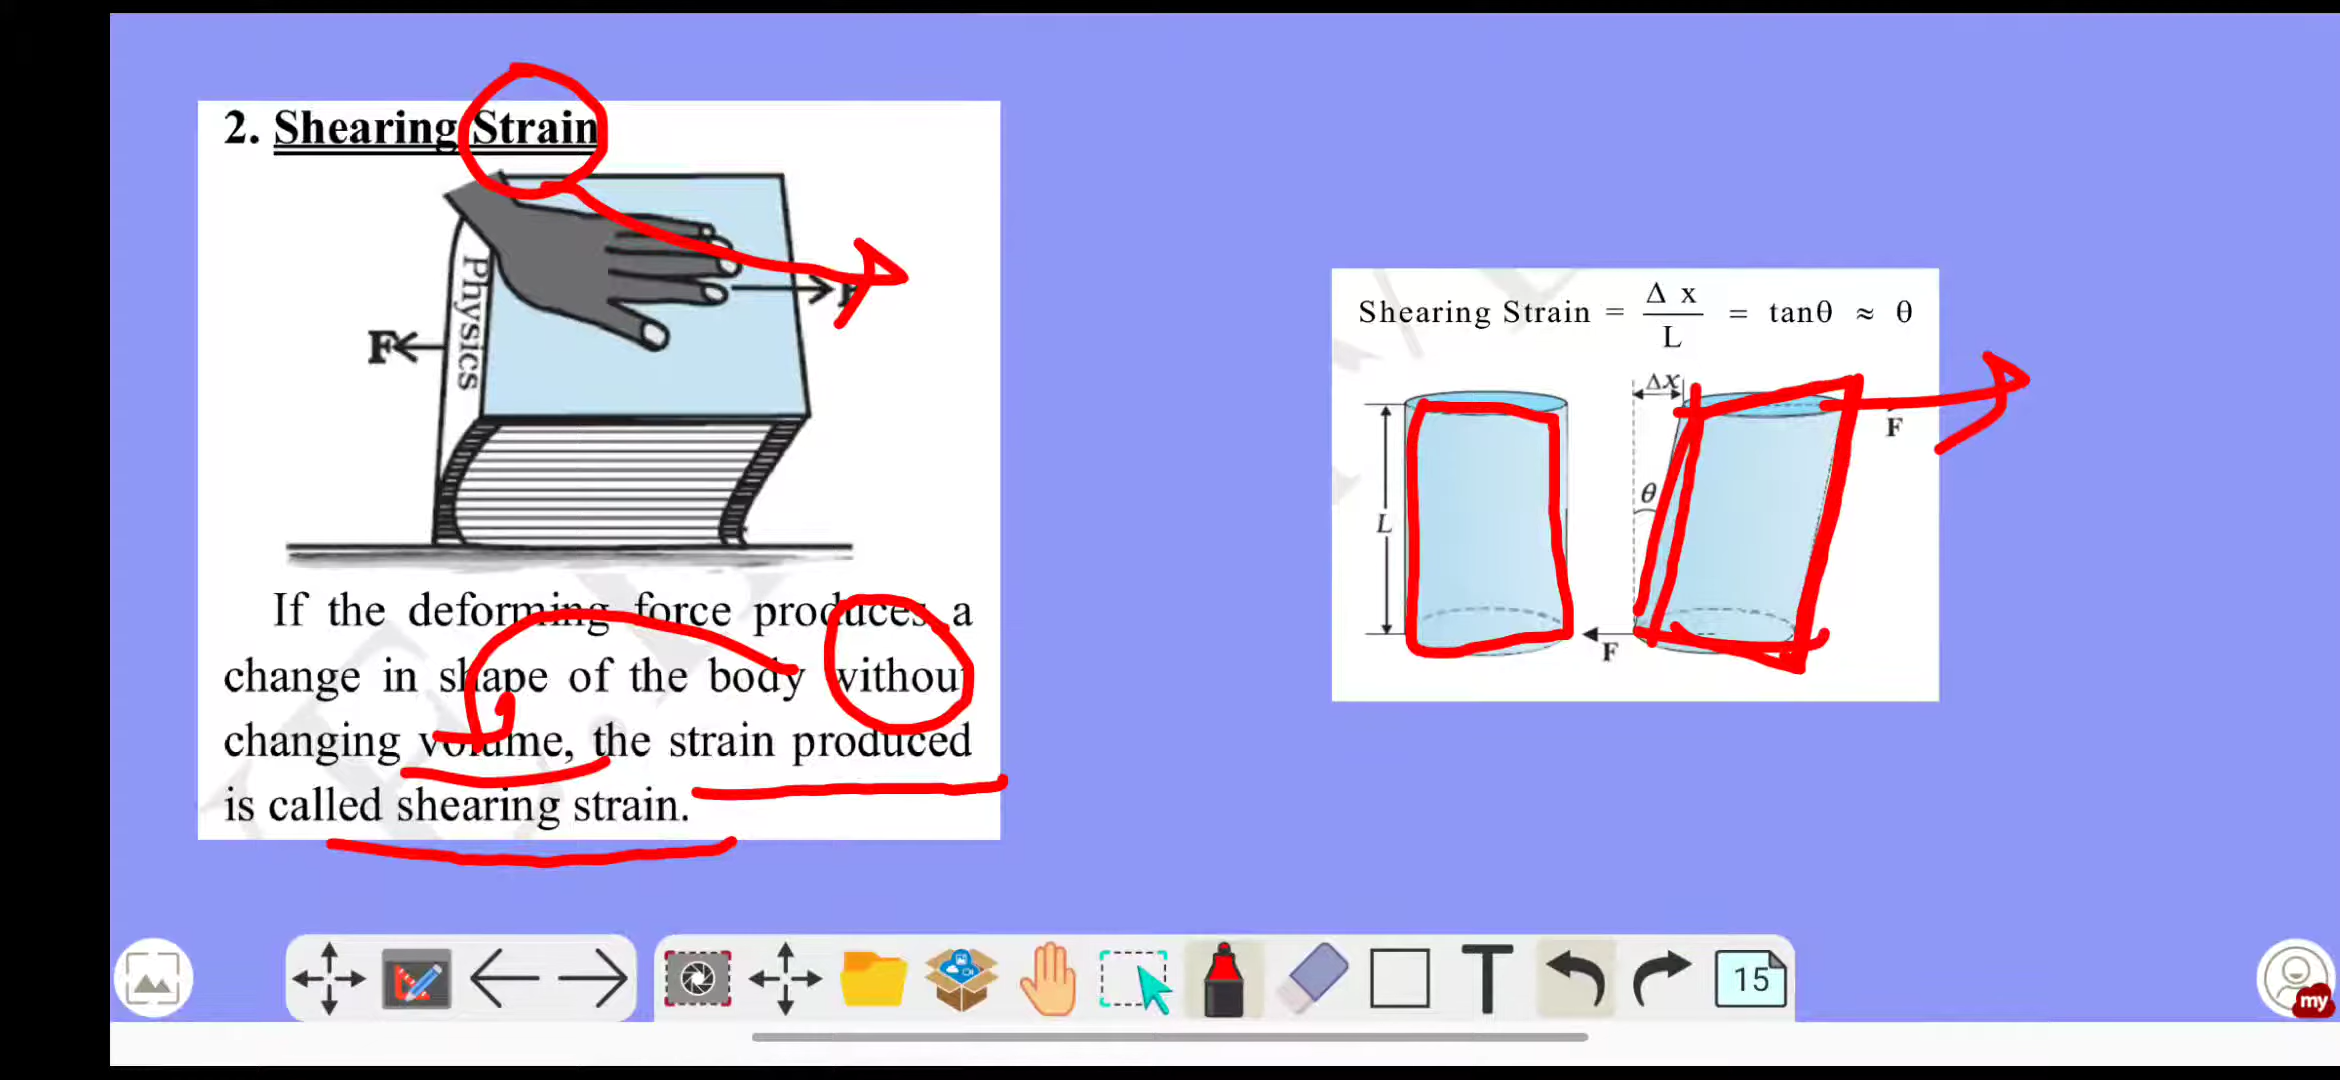 2. Shearing Strain
Physics
F
If the deforming force produces a
change in shape of the body without
changing volume, the strain produced
is called shearing strain.
Shearing Strain = Δ x / L = tanθ ≈ θ
Δx
L
θ
F
F
15
my